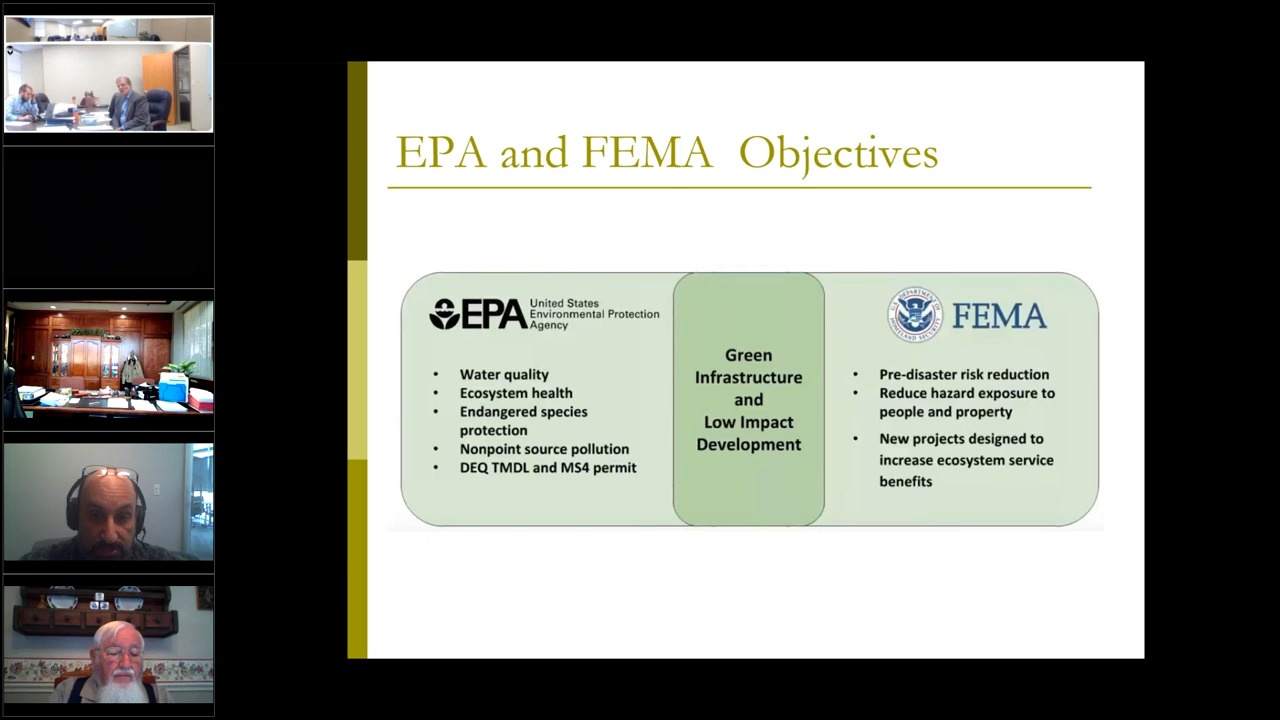 EPA and FEMA Objectives
EPA
United States
Environmental Protection
Agency
• Water quality
• Ecosystem health
• Endangered species
protection
• Nonpoint source pollution
• DEQ TMDL and MS4 permit
Green
Infrastructure
and
Low Impact
Development
FEMA
• Pre-disaster risk reduction
• Reduce hazard exposure to
people and property
• New projects designed to
increase ecosystem service
benefits